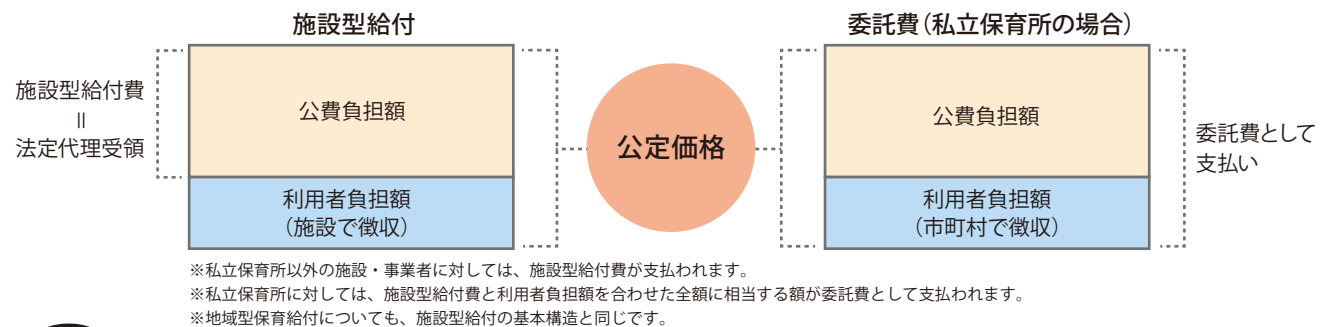 施設型給付
委託費(私立保育所の場合)
施設型給付費
॥
法定代理受領
公費負担額
利用者負担額
(施設で徴収)
公定価格
公費負担額
利用者負担額
(市町村で徴収)
委託費として
支払い
※私立保育所以外の施設・事業者に対しては、施設型給付費が支払われます。
※私立保育所に対しては、施設型給付費と利用者負担額を合わせた全額に相当する額が委託費として支払われます。
※地域型保育給付についても、施設型給付の基本構造と同じです。